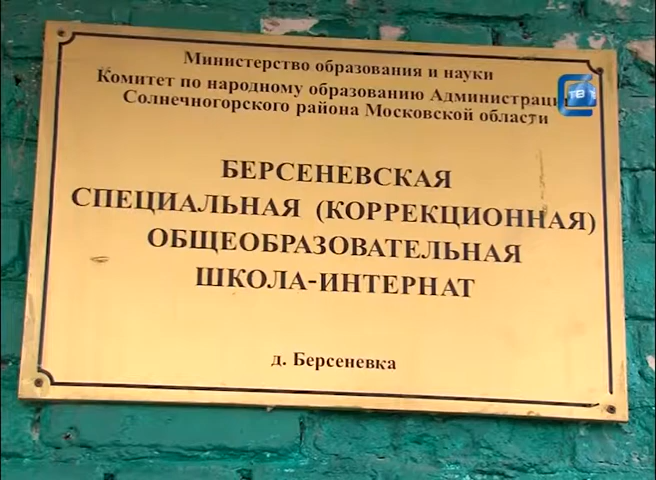 Министерство образования и науки
Комитет по народному образованию Администрации
Солнечногорского района Московской области
БЕРСЕНЕВСКАЯ
СПЕЦИАЛЬНАЯ (КОРРЕКЦИОННАЯ)
ОБЩЕОБРАЗОВАТЕЛЬНАЯ
ШКОЛА-ИНТЕРНАТ
д. Берсеневка